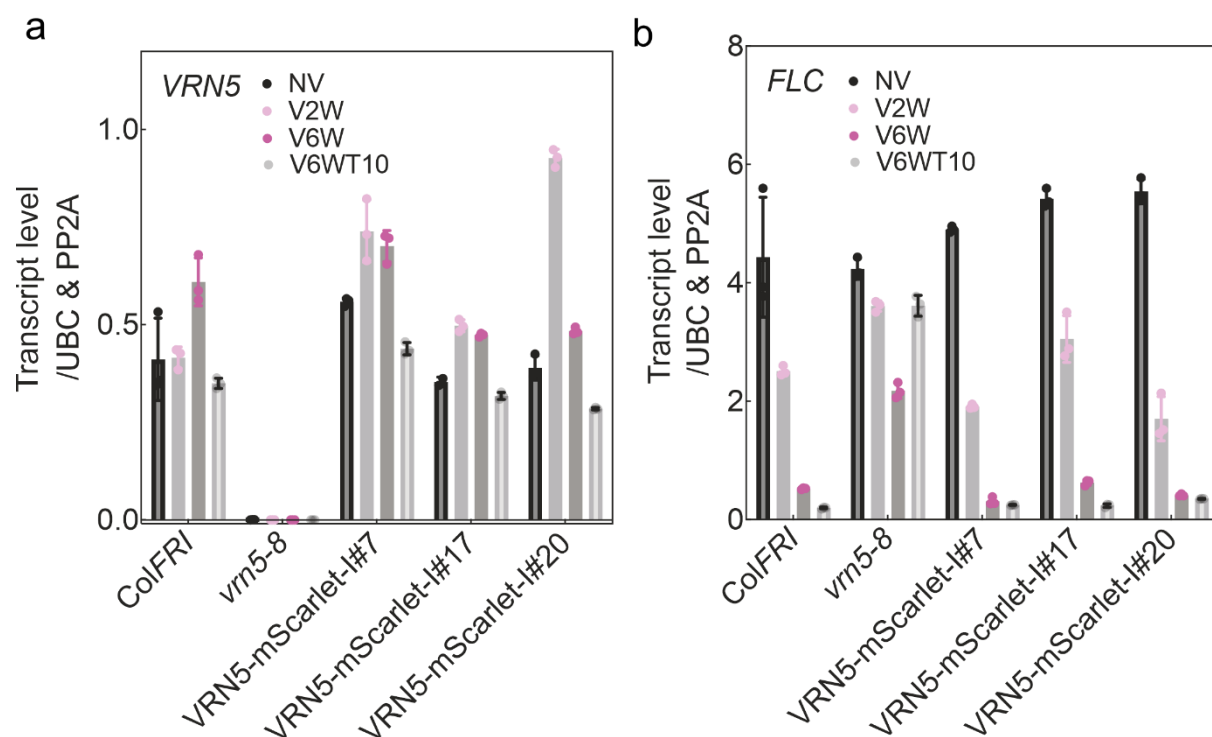 a
VRN5
NV
V2W
V6W
V6WT10
Transcript level
/UBC & PP2A
1.0
0.5
0.0
ColFRI
vrn5-8
VRN5-mScarlet-I#7
VRN5-mScarlet-I#17
VRN5-mScarlet-I#20
b
FLC
NV
V2W
V6W
V6WT10
Transcript level
/UBC & PP2A
8
6
4
2
0
ColFRI
vrn5-8
VRN5-mScarlet-I#7
VRN5-mScarlet-I#17
VRN5-mScarlet-I#20